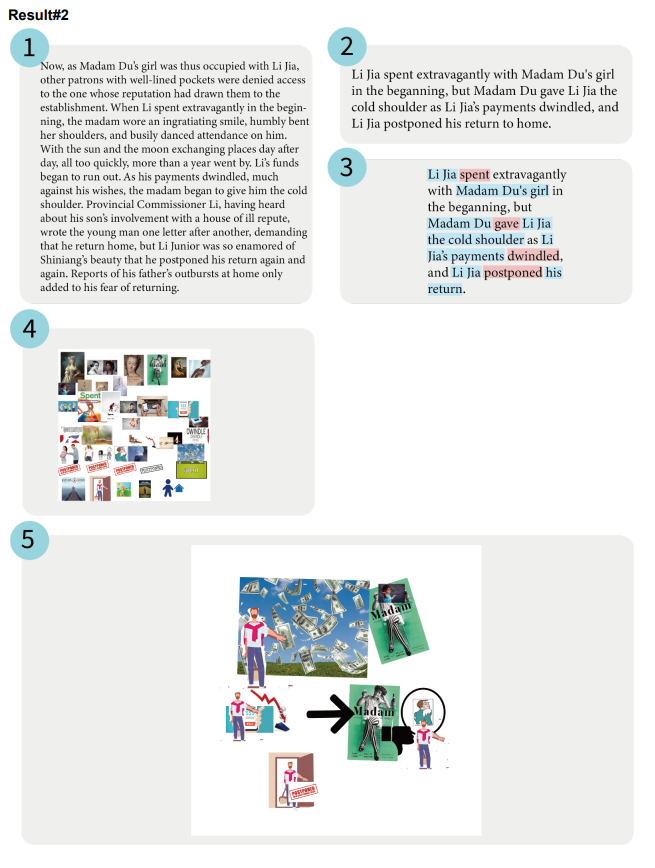 Result#2
1
Now, as Madam Du's girl was thus occupied with Li Jia,
other patrons with well-lined pockets were denied access
to the one whose reputation had drawn them to the
establishment. When Li spent extravagantly in the begin-
ning, the madam wore an ingratiating smile, humbly bent
her shoulders, and busily danced attendance on him.
With the sun and the moon exchanging places day after
day, all too quickly, more than a year went by. Li's funds
began to run out. As his payments dwindled, much
against his wishes, the madam began to give him the cold
shoulder. Provincial Commissioner Li, having heard
about his son's involvement with a house of ill repute,
wrote the young man one letter after another, demanding
that he return home, but Li Junior was so enamored of
Shiniang's beauty that he postponed his return again and
again. Reports of his father's outbursts at home only
added to his fear of returning.
2
Li Jia spent extravagantly with Madam Du's girl
in the beganning, but Madam Du gave Li Jia the
cold shoulder as Li Jia's payments dwindled, and
Li Jia postponed his return to home.
3
Li Jia spent extravagantly
with Madam Du's girl in
the beganning, but
Madam Du gave Li Jia
the cold shoulder as Li
Jia's payments dwindled,
and Li Jia postponed his
return.
4
Madam
Spent
DWINDLE
POSTPONED
POSTPONED
POSTPONED
POSTPONED
Spent
5
Madam
Madam
POSTPONED